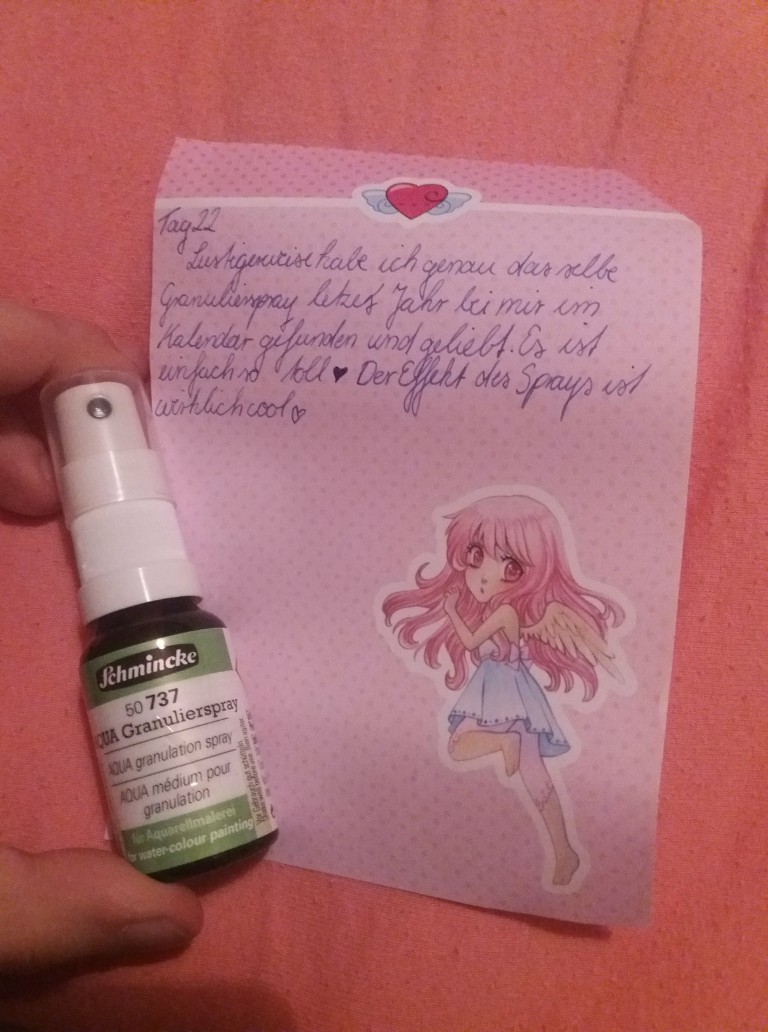 Tag 22
Lustigerweise habe ich genau das selbe
Granulierspray letzes Jahr bei mir im
Kalendar gefunden und geliebt. Es ist
einfach so toll ♥ Der Effekt des Sprays ist
wirklich cool ♡
Schmincke
50 737
QUA Granulierspray
AQUA granulation spray
AQUA médium pour
granulation
für Aquarellmalerei
for water-colour painting